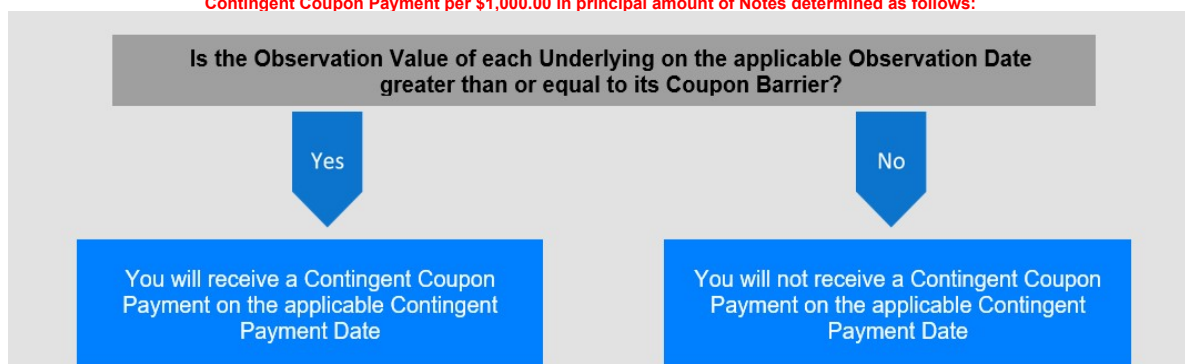 Contingent Coupon Payment per $1,000.00 in principal amount of Notes determined as follows:
Is the Observation Value of each Underlying on the applicable Observation Date
greater than or equal to its Coupon Barrier?
Yes
No
You will receive a Contingent Coupon
Payment on the applicable Contingent
Payment Date
You will not receive a Contingent Coupon
Payment on the applicable Contingent
Payment Date